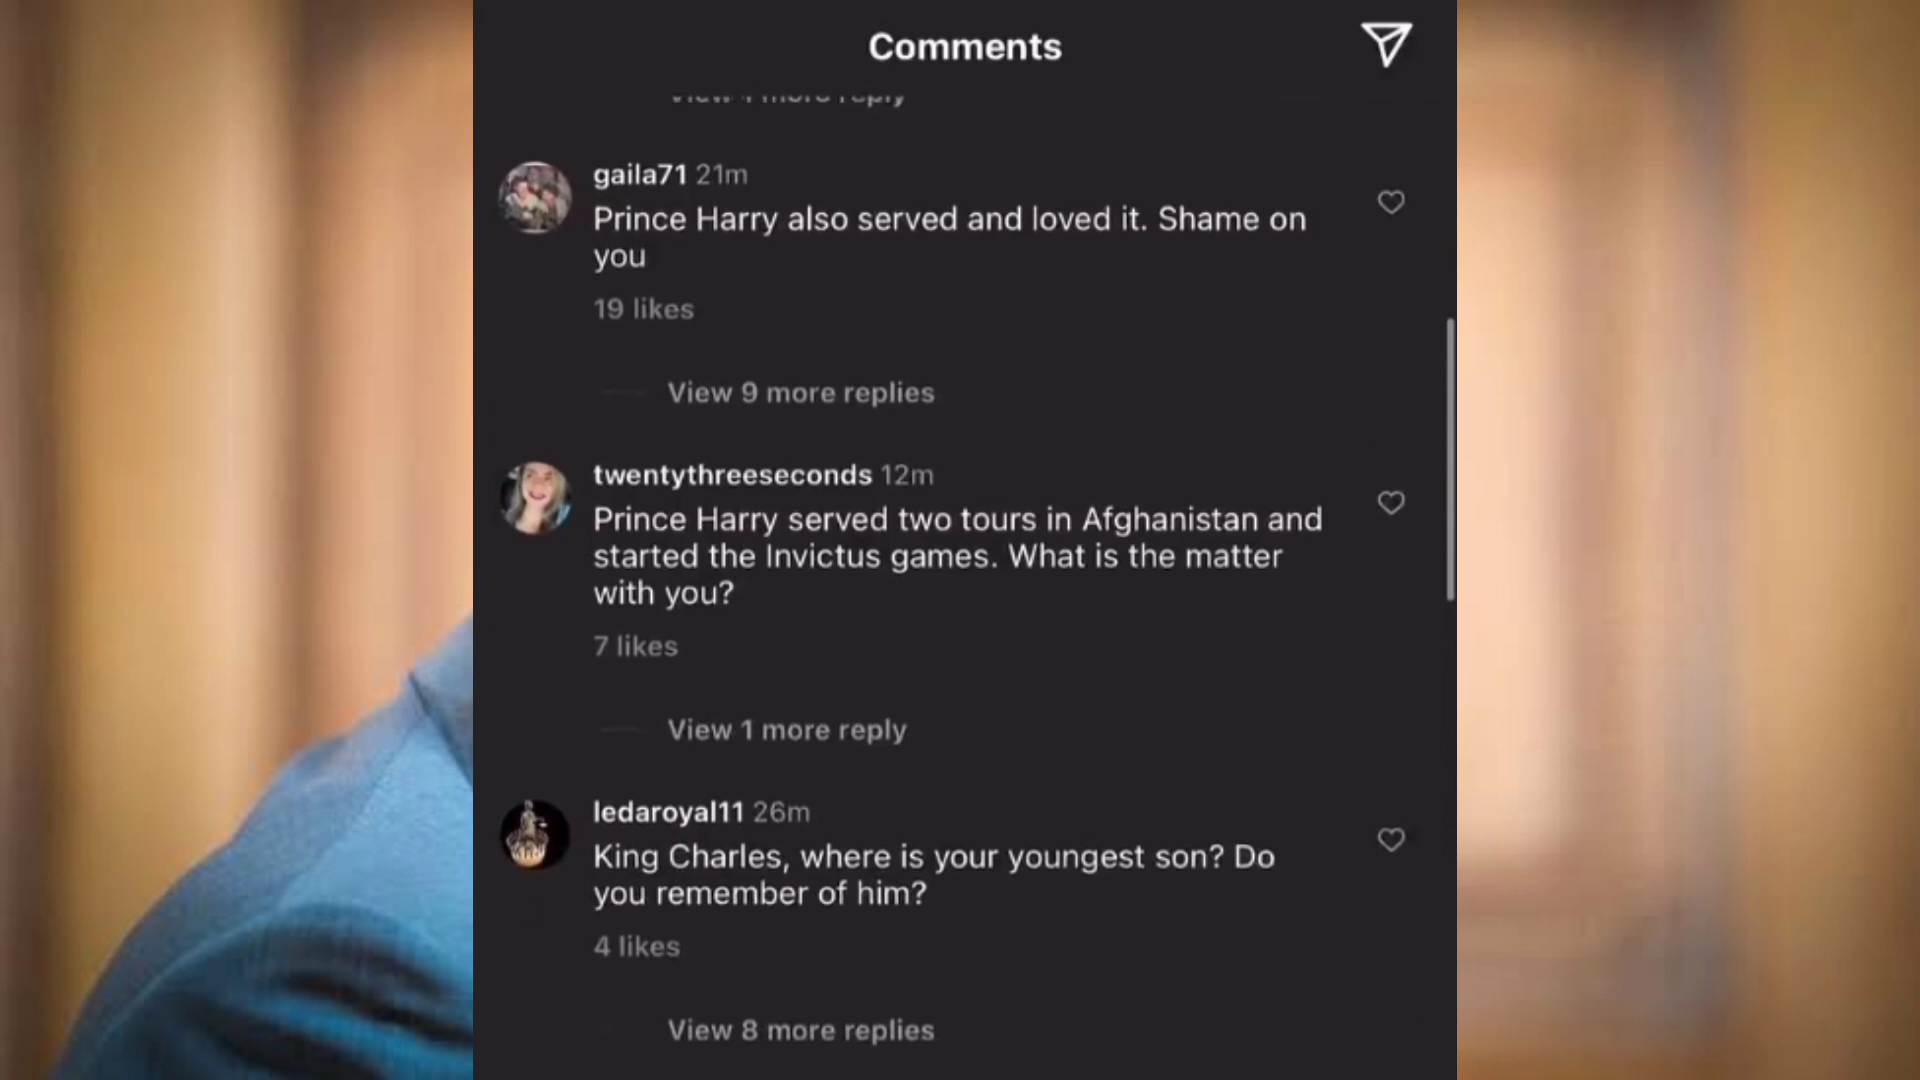 Comments
gaila71 21m
Prince Harry also served and loved it. Shame on
you
19 likes
View 9 more replies
twentythreeseconds 12m
Prince Harry served two tours in Afghanistan and
started the Invictus games. What is the matter
with you?
7 likes
View 1 more reply
ledaroyal11 26m
King Charles, where is your youngest son? Do
you remember of him?
4 likes
View 8 more replies